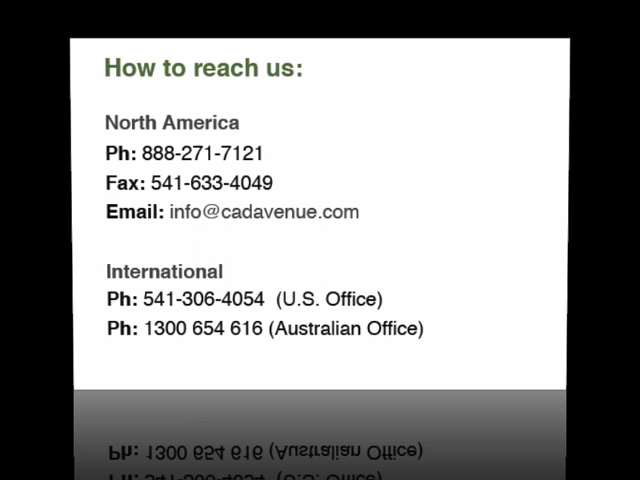 How to reach us:
North America
Ph: 888-271-7121
Fax: 541-633-4049
Email: info@cadavenue.com
International
Ph: 541-306-4054 (U.S. Office)
Ph: 1300 654 616 (Australian Office)